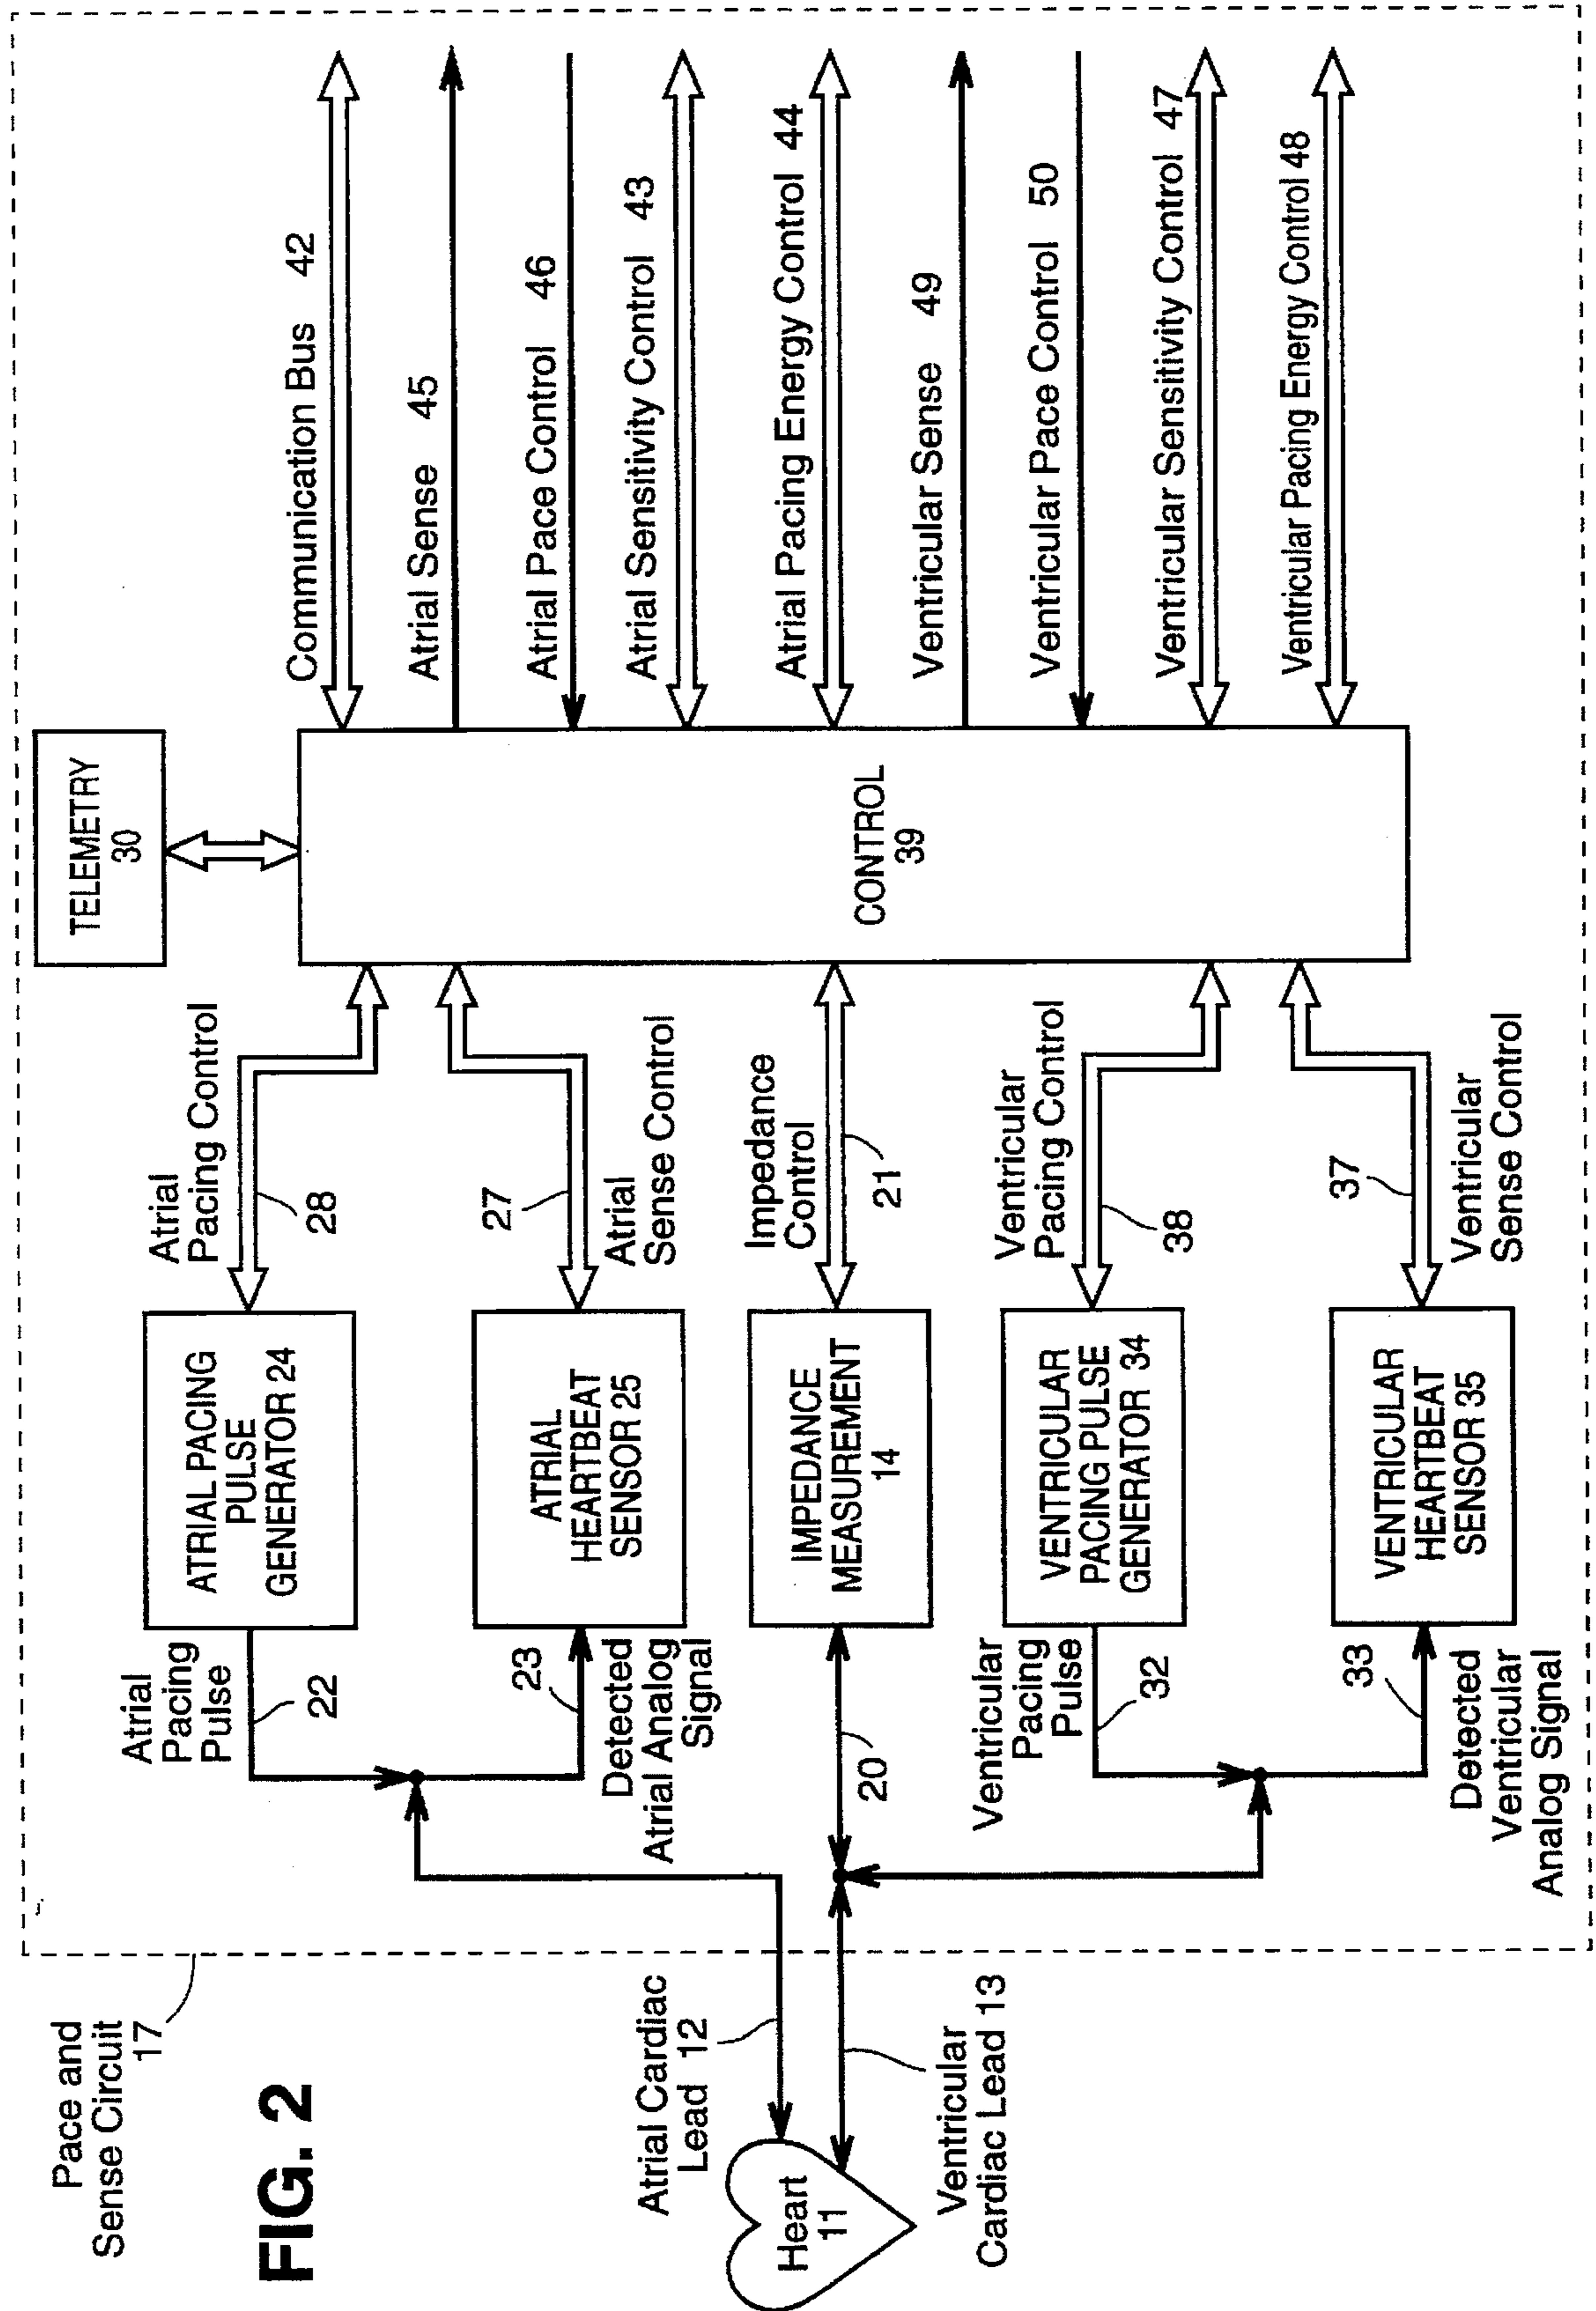 Pace and
Sense Circuit
17
FIG. 2
TELEMETRY
30
Communication Bus 42
Atrial Sense 45
Atrial Pace Control 46
Atrial Sensitivity Control 43
Atrial Pacing Energy Control 44
Ventricular Sense 49
Ventricular Pace Control 50
Ventricular Sensitivity Control 47
Ventricular Pacing Energy Control 48
CONTROL
39
Atrial
Pacing Control
28
27
Atrial
Sense Control
Impedance
Control
21
Ventricular
Pacing Control
38
37
Ventricular
Sense Control
ATRIAL PACING
PULSE
GENERATOR 24
ATRIAL
HEARTBEAT
SENSOR 25
IMPEDANCE
MEASUREMENT
14
VENTRICULAR
PACING PULSE
GENERATOR 34
VENTRICULAR
HEARTBEAT
SENSOR 35
Atrial
Pacing
Pulse
22
23
Detected
Atrial Analog
Signal
20
Ventricular
Pacing
Pulse
32
33
Detected
Ventricular
Analog Signal
Atrial Cardiac
Lead 12
Heart
11
Ventricular
Cardiac Lead 13